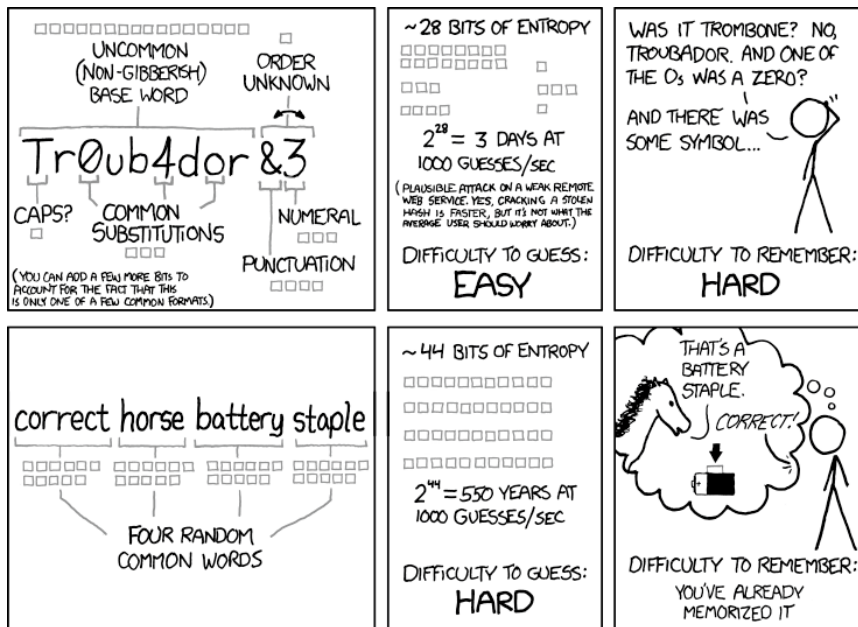 UNCOMMON
(NON-GIBBERISH)
BASE WORD
ORDER
UNKNOWN
Tr0ub4dor &3
CAPS?
COMMON
SUBSTITUTIONS
NUMERAL
PUNCTUATION
(YOU CAN ADD A FEW MORE BITS TO
ACCOUNT FOR THE FACT THAT THIS
IS ONLY ONE OF A FEW COMMON FORMATS.)
~28 BITS OF ENTROPY
2^28 = 3 DAYS AT
1000 GUESSES/SEC
(PLAUSIBLE ATTACK ON A WEAK REMOTE
WEB SERVICE. YES, CRACKING A STOLEN
HASH IS FASTER, BUT IT'S NOT WHAT THE
AVERAGE USER SHOULD WORRY ABOUT.)
DIFFICULTY TO GUESS:
EASY
WAS IT TROMBONE? NO,
TROUBADOR. AND ONE OF
THE Os WAS A ZERO?
AND THERE WAS
SOME SYMBOL...
DIFFICULTY TO REMEMBER:
HARD
correct horse battery staple
FOUR RANDOM
COMMON WORDS
~44 BITS OF ENTROPY
2^44 = 550 YEARS AT
1000 GUESSES/SEC
DIFFICULTY TO GUESS:
HARD
THAT'S A
BATTERY
STAPLE.
CORRECT!
DIFFICULTY TO REMEMBER:
YOU'VE ALREADY
MEMORIZED IT